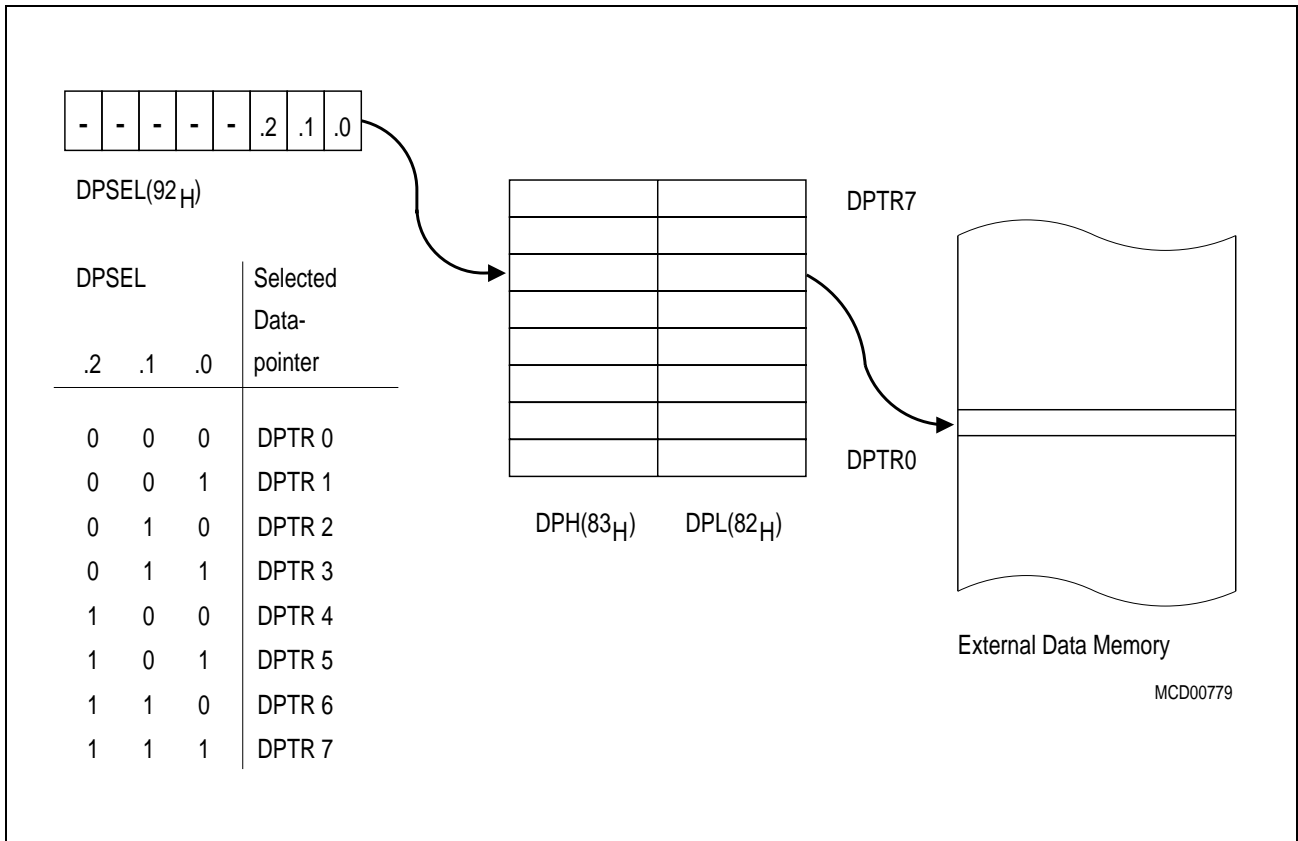 - - - - - .2 .1 .0
DPSEL(92H)
DPSEL Selected
Data-
.2 .1 .0 pointer
0 0 0 DPTR 0
0 0 1 DPTR 1
0 1 0 DPTR 2
0 1 1 DPTR 3
1 0 0 DPTR 4
1 0 1 DPTR 5
1 1 0 DPTR 6
1 1 1 DPTR 7
DPTR7
DPTR0
DPH(83H) DPL(82H)
External Data Memory
MCD00779